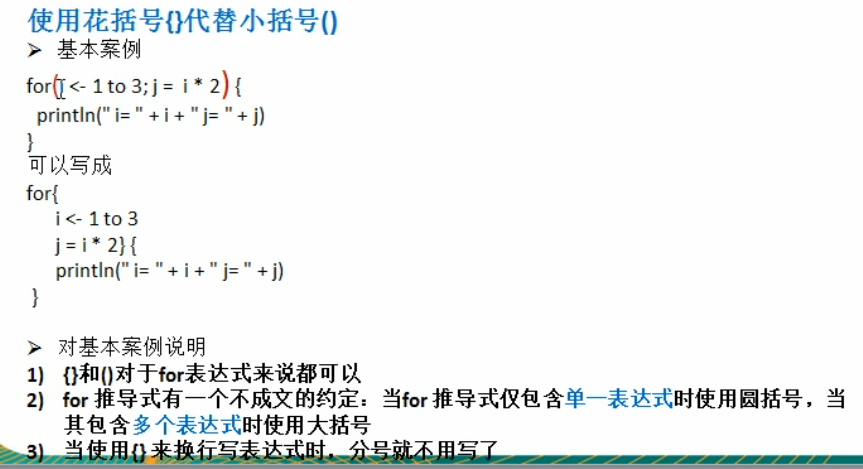 使用花括号{}代替小括号()
➢ 基本案例
for(i <- 1 to 3; j = i * 2) {
println(" i= " + i + " j= " + j)
}
可以写成
for{
i <- 1 to 3
j = i * 2} {
println(" i= " + i + " j= " + j)
}
➢ 对基本案例说明
1) {}和()对于for表达式来说都可以
2) for 推导式有一个不成文的约定：当for 推导式仅包含单一表达式时使用圆括号，当
其包含多个表达式时使用大括号
3) 当使用{} 来换行写表达式时，分号就不用写了